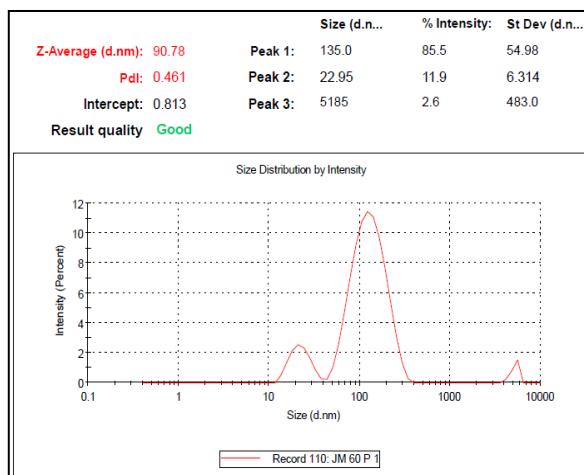 Size (d.n... % Intensity: St Dev (d.n...
Z-Average (d.nm): 90.78 Peak 1: 135.0 85.5 54.98
PdI: 0.461 Peak 2: 22.95 11.9 6.314
Intercept: 0.813 Peak 3: 5185 2.6 483.0
Result quality Good
Size Distribution by Intensity
12
10
8
6
4
2
0
Intensity (Percent)
0.1 1 10 100 1000 10000
Size (d.nm)
Record 110: JM 60 P 1